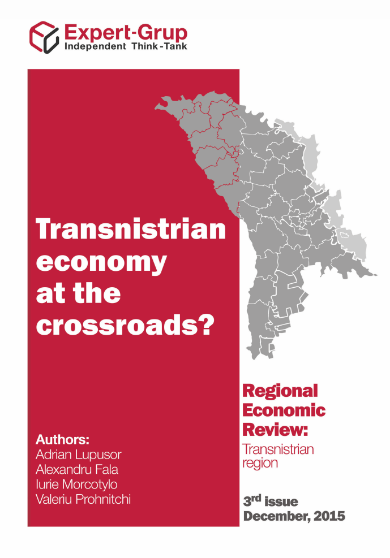 Expert-Grup
Independent Think-Tank
Transnistrian
economy
at the
crossroads?
Regional
Economic
Review:
Transnistrian
region
Authors:
Adrian Lupusor
Alexandru Fala
Iurie Morcotylo
Valeriu Prohnitchi
3rd issue
December, 2015